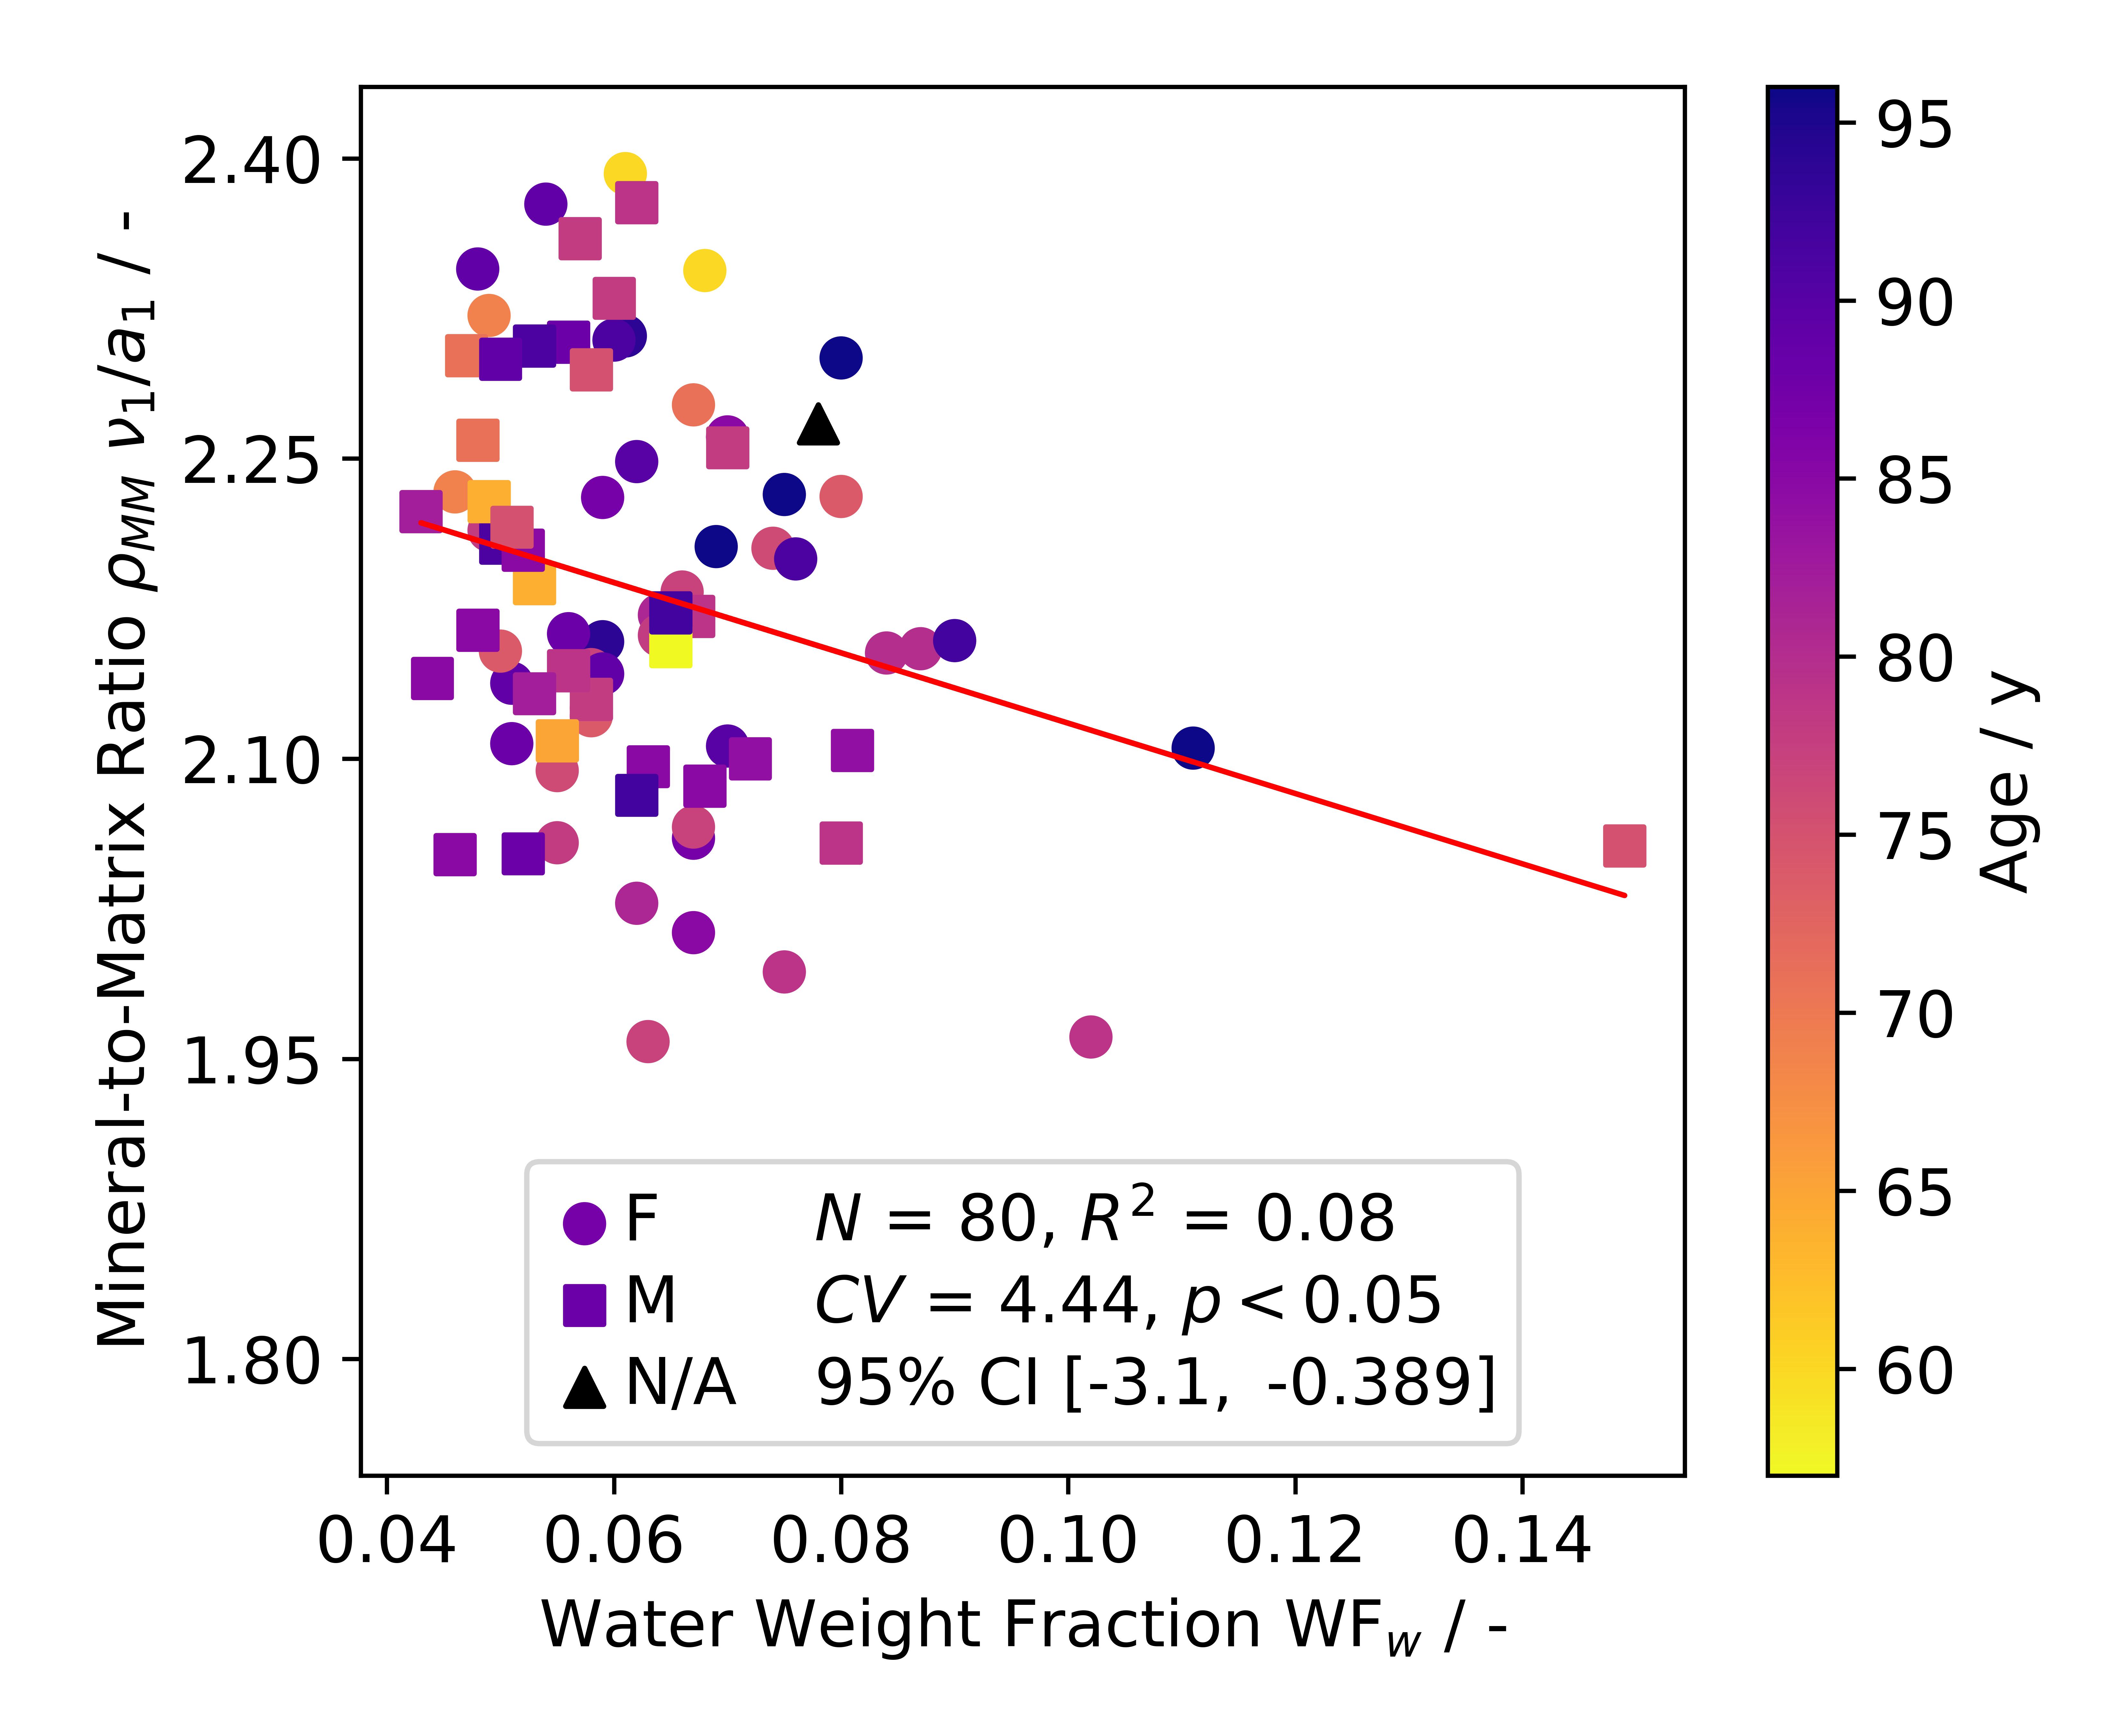 Mineral-to-Matrix Ratio ρMM ν1/a1 / -
2.40
2.25
2.10
1.95
1.80
F N = 80, R² = 0.08
M CV = 4.44, p < 0.05
N/A 95% CI [-3.1, -0.389]
0.04 0.06 0.08 0.10 0.12 0.14
Water Weight Fraction WFw / -
95
90
85
80
75
70
65
60
Age / y